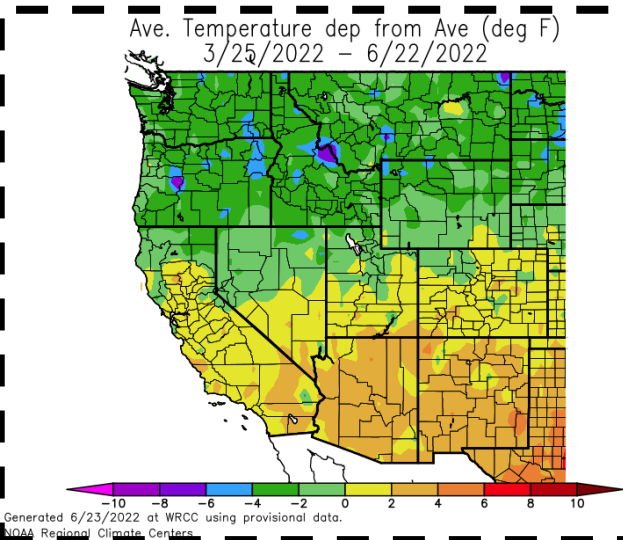 Ave. Temperature dep from Ave (deg F)
3/25/2022 – 6/22/2022
-10 -8 -6 -4 -2 0 2 4 6 8 10
Generated 6/23/2022 at WRCC using provisional data.
NOAA Regional Climate Centers